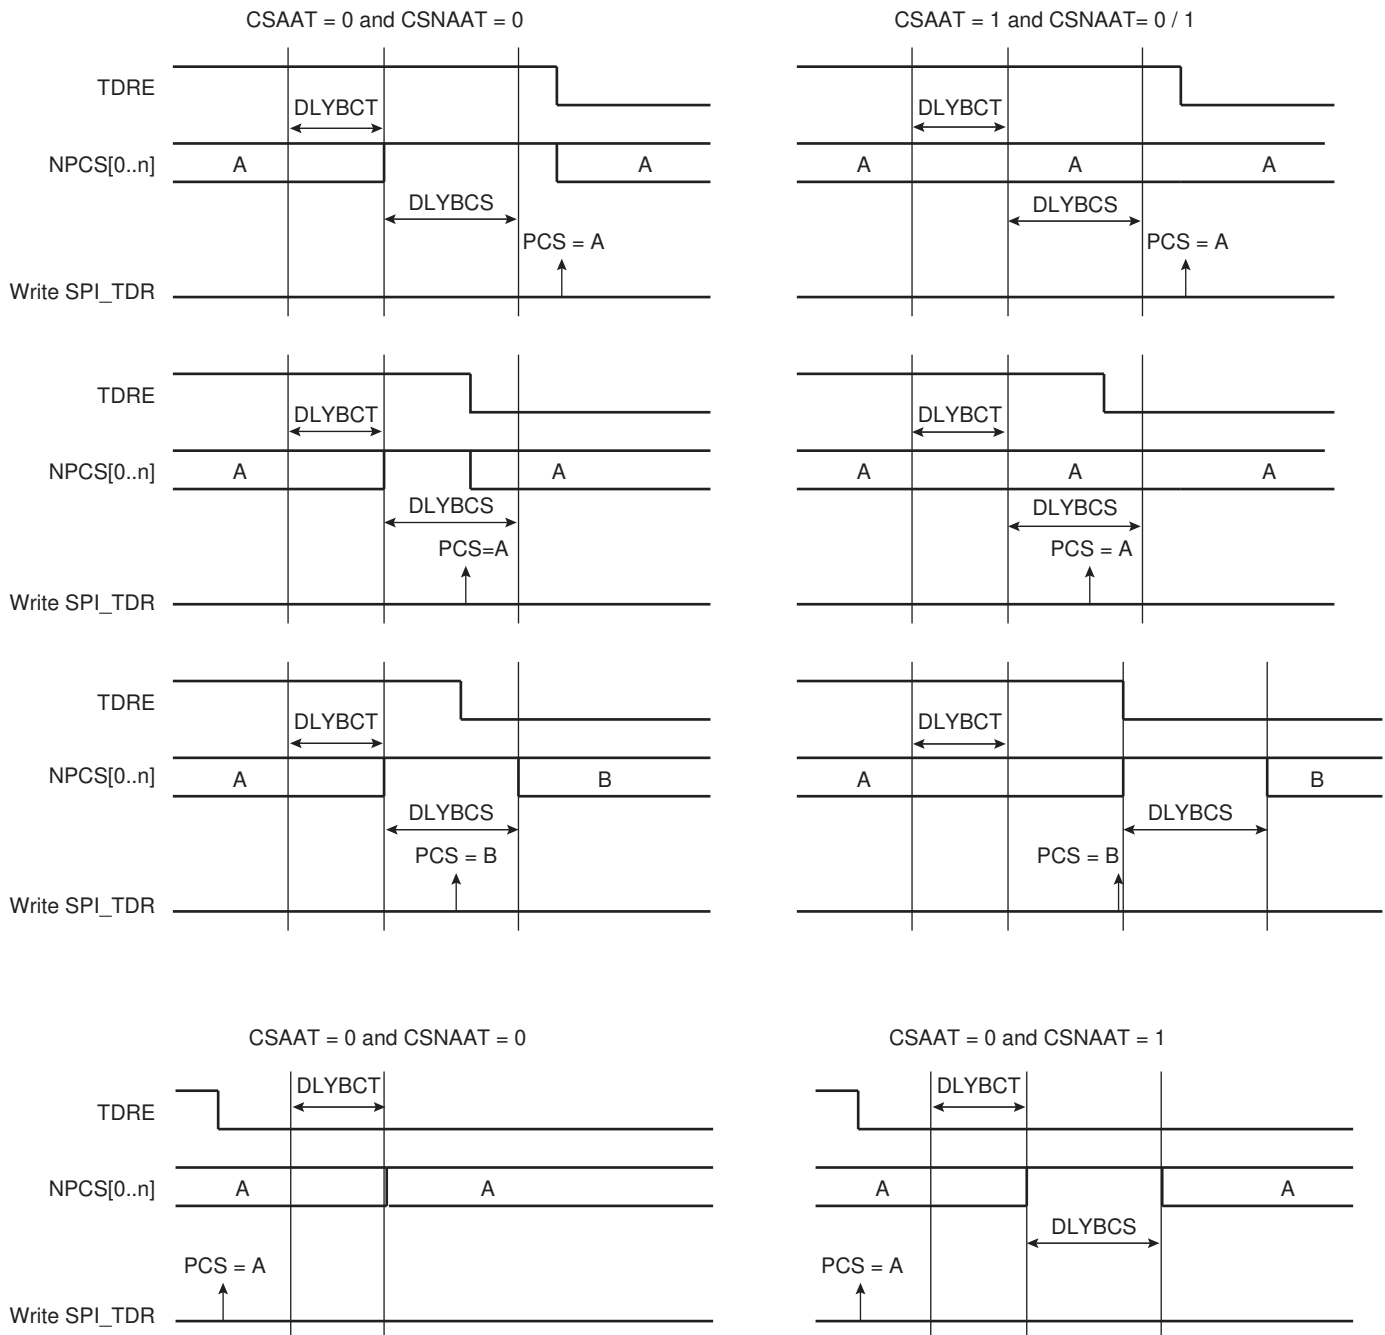 CSAAT = 0 and CSNAAT = 0
CSAAT = 1 and CSNAAT= 0 / 1
TDRE
DLYBCT
DLYBCT
NPCS[0..n]
A
A
A
A
A
DLYBCS
DLYBCS
PCS = A
PCS = A
Write SPI_TDR
TDRE
DLYBCT
DLYBCT
NPCS[0..n]
A
A
A
A
A
DLYBCS
DLYBCS
PCS=A
PCS = A
Write SPI_TDR
TDRE
DLYBCT
DLYBCT
NPCS[0..n]
A
B
A
B
DLYBCS
DLYBCS
PCS = B
PCS = B
Write SPI_TDR
CSAAT = 0 and CSNAAT = 0
CSAAT = 0 and CSNAAT = 1
DLYBCT
DLYBCT
TDRE
NPCS[0..n]
A
A
A
A
DLYBCS
PCS = A
PCS = A
Write SPI_TDR